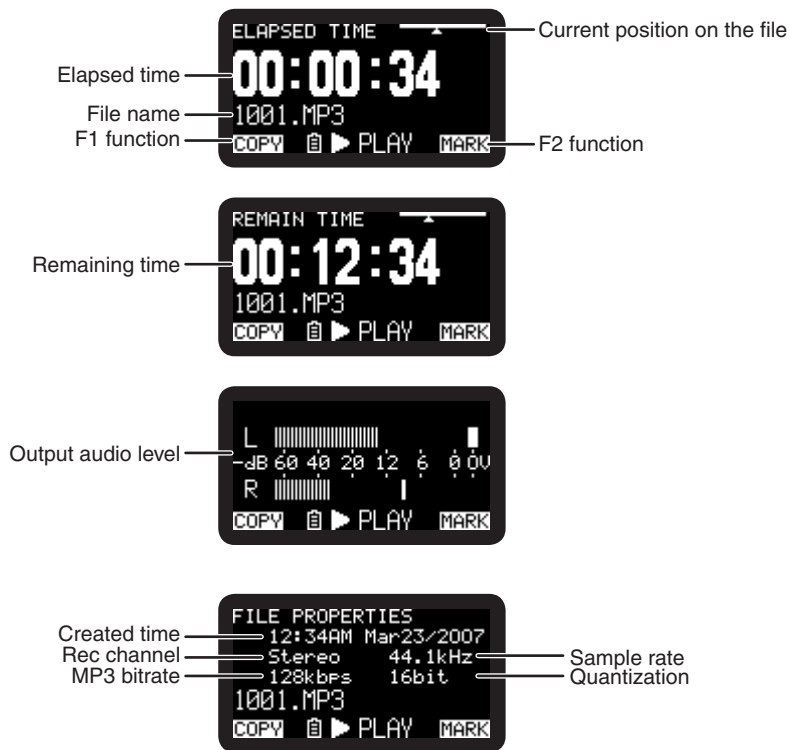 ELAPSED TIME
Current position on the file
Elapsed time
00:00:34
File name
1001.MP3
F1 function
COPY PLAY MARK
F2 function
REMAIN TIME
Remaining time
00:12:34
1001.MP3
COPY PLAY MARK
L
Output audio level
-dB 60 40 20 12 6 0 OV
R
COPY PLAY MARK
FILE PROPERTIES
Created time
12:34AM Mar23/2007
Rec channel
Stereo 44.1kHz
Sample rate
MP3 bitrate
128kbps 16bit
Quantization
1001.MP3
COPY PLAY MARK